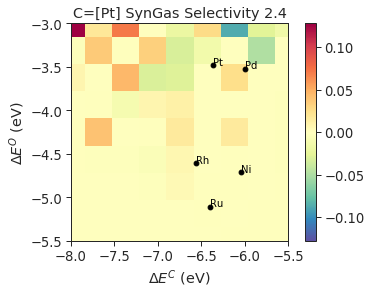 C=[Pt] SynGas Selectivity 2.4
−3.0
−3.5
−4.0
−4.5
−5.0
−5.5
ΔE^O (eV)
Pt
Pd
Rh
Ni
Ru
−8.0 −7.5 −7.0 −6.5 −6.0 −5.5
ΔE^C (eV)
0.10
0.05
0.00
−0.05
−0.10